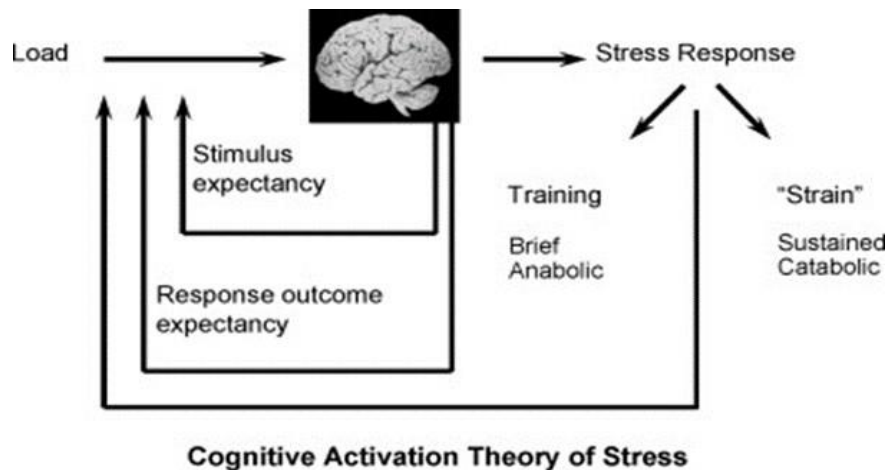 Load
Stress Response
Stimulus
expectancy
Training
"Strain"
Brief
Anabolic
Sustained
Catabolic
Response outcome
expectancy
Cognitive Activation Theory of Stress